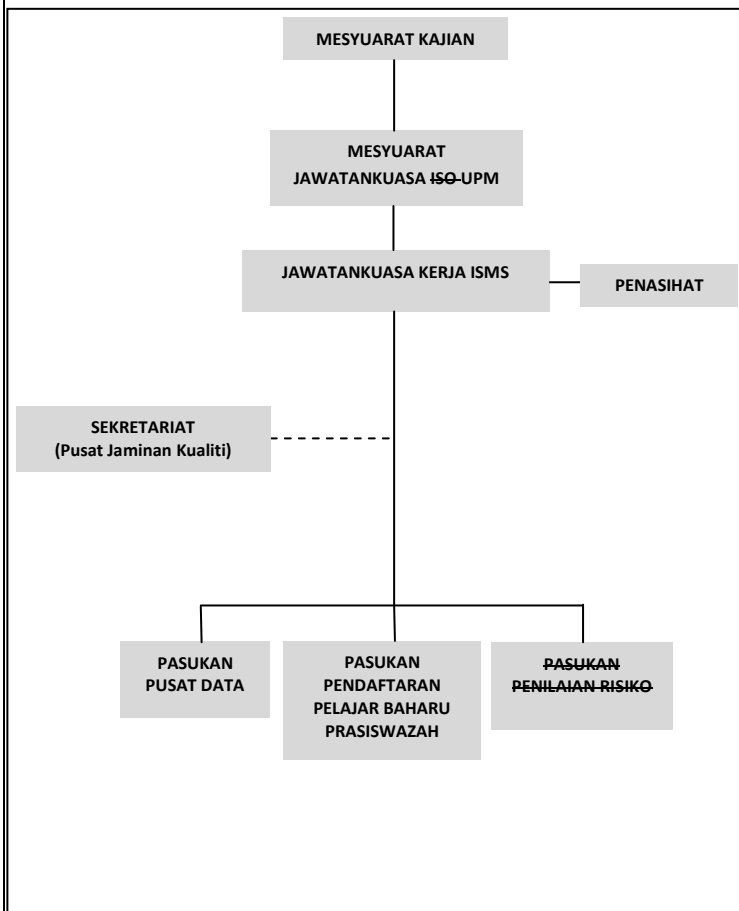 MESYUARAT KAJIAN
MESYUARAT
JAWATANKUASA ISO UPM
JAWATANKUASA KERJA ISMS
PENASIHAT
SEKRETARIAT
(Pusat Jaminan Kualiti)
PASUKAN
PUSAT DATA
PASUKAN
PENDAFTARAN
PELAJAR BAHARU
PRASISWAZAH
PASUKAN
PENILAIAN RISIKO